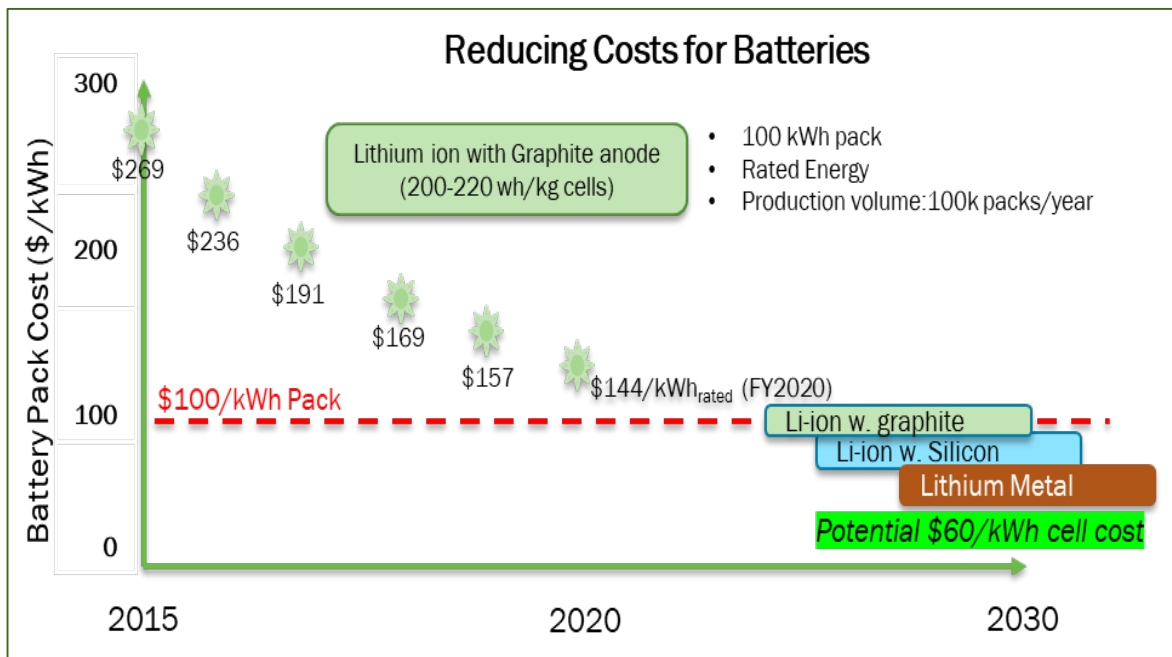 Reducing Costs for Batteries
Battery Pack Cost ($/kWh)
300
200
100
0
Lithium ion with Graphite anode
(200-220 wh/kg cells)
• 100 kWh pack
• Rated Energy
• Production volume:100k packs/year
$269
$236
$191
$169
$157
$144/kWhrated (FY2020)
$100/kWh Pack
Li-ion w. graphite
Li-ion w. Silicon
Lithium Metal
Potential $60/kWh cell cost
2015
2020
2030